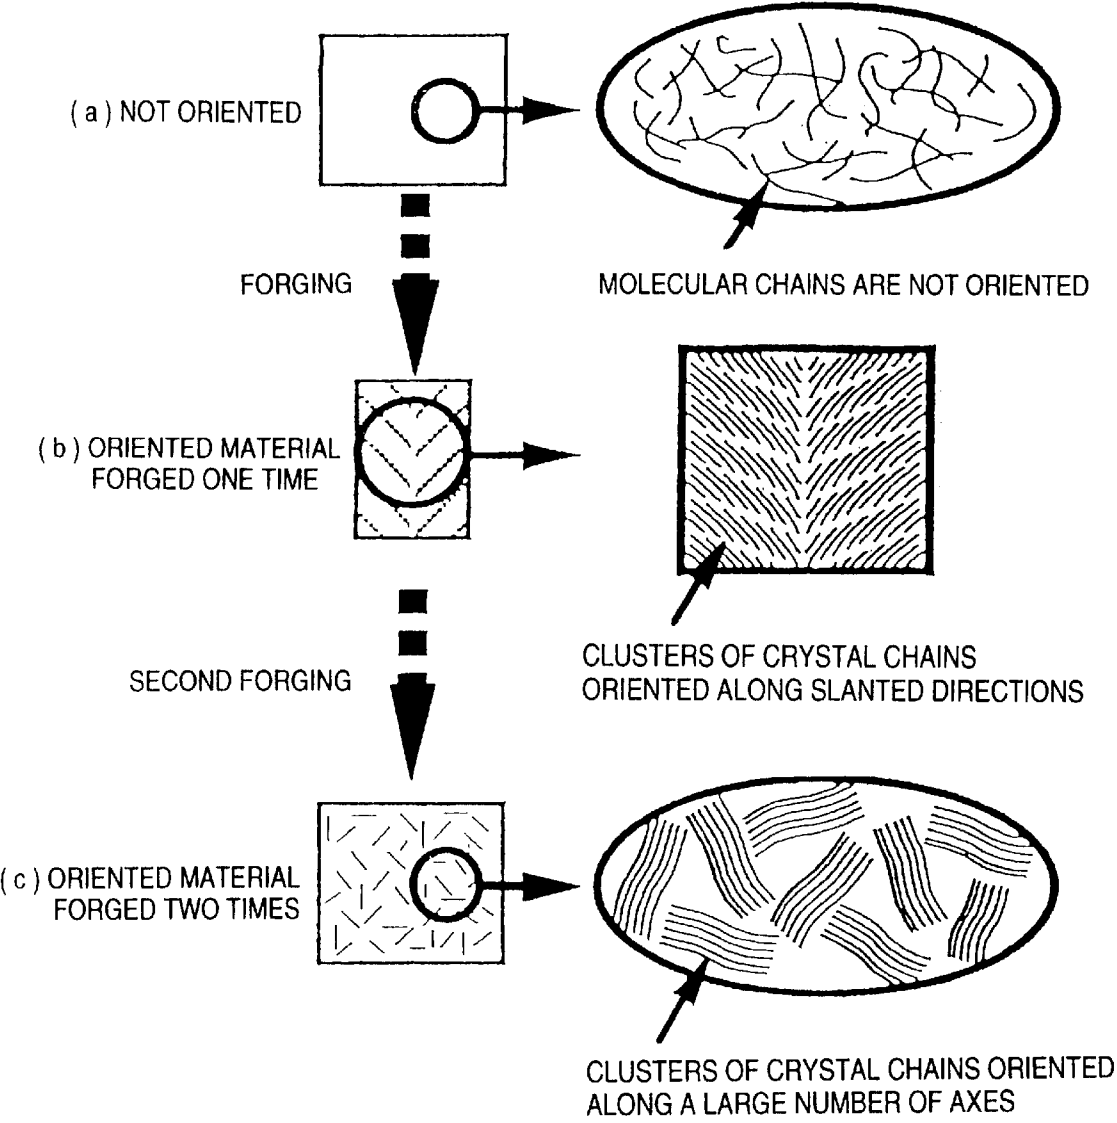 ( a ) NOT ORIENTED
FORGING
MOLECULAR CHAINS ARE NOT ORIENTED
( b ) ORIENTED MATERIAL
FORGED ONE TIME
CLUSTERS OF CRYSTAL CHAINS
ORIENTED ALONG SLANTED DIRECTIONS
SECOND FORGING
( c ) ORIENTED MATERIAL
FORGED TWO TIMES
CLUSTERS OF CRYSTAL CHAINS ORIENTED
ALONG A LARGE NUMBER OF AXES